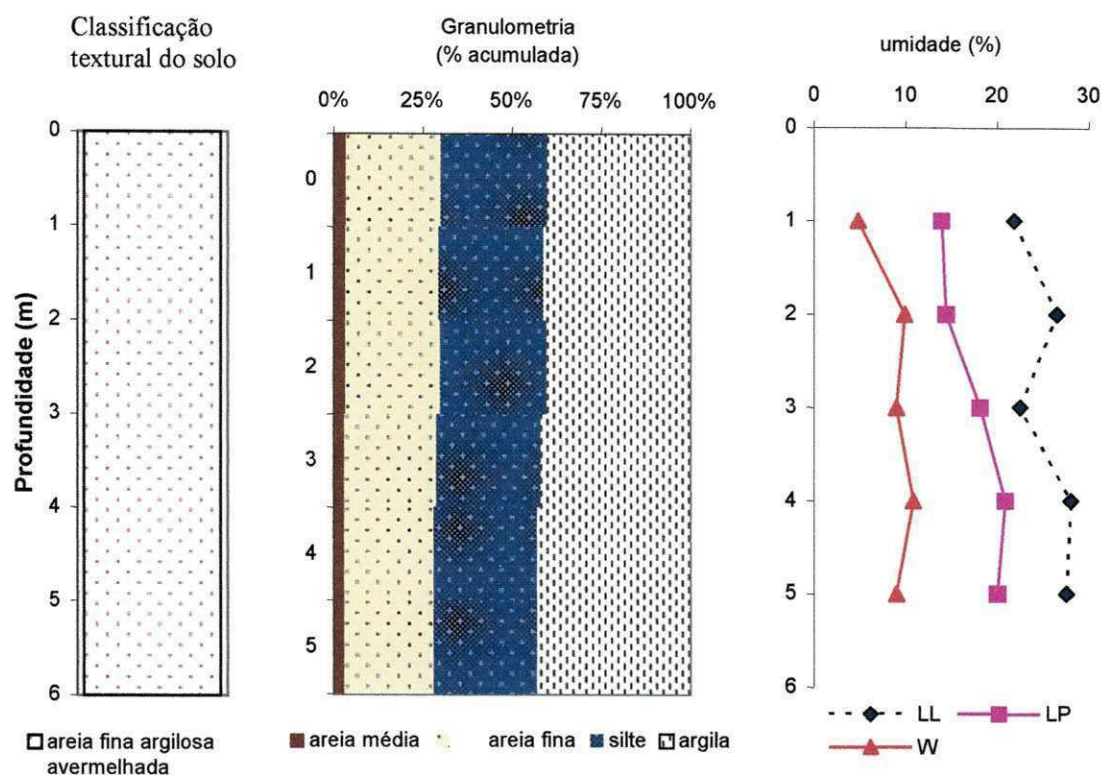 Classificação
textural do solo
Profundidade (m)
0
1
2
3
4
5
6
areia fina argilosa
avermelhada
Granulometria
(% acumulada)
0% 25% 50% 75% 100%
0
1
2
3
4
5
areia média areia fina silte argila
umidade (%)
0 10 20 30
0
1
2
3
4
5
6
LL LP
W